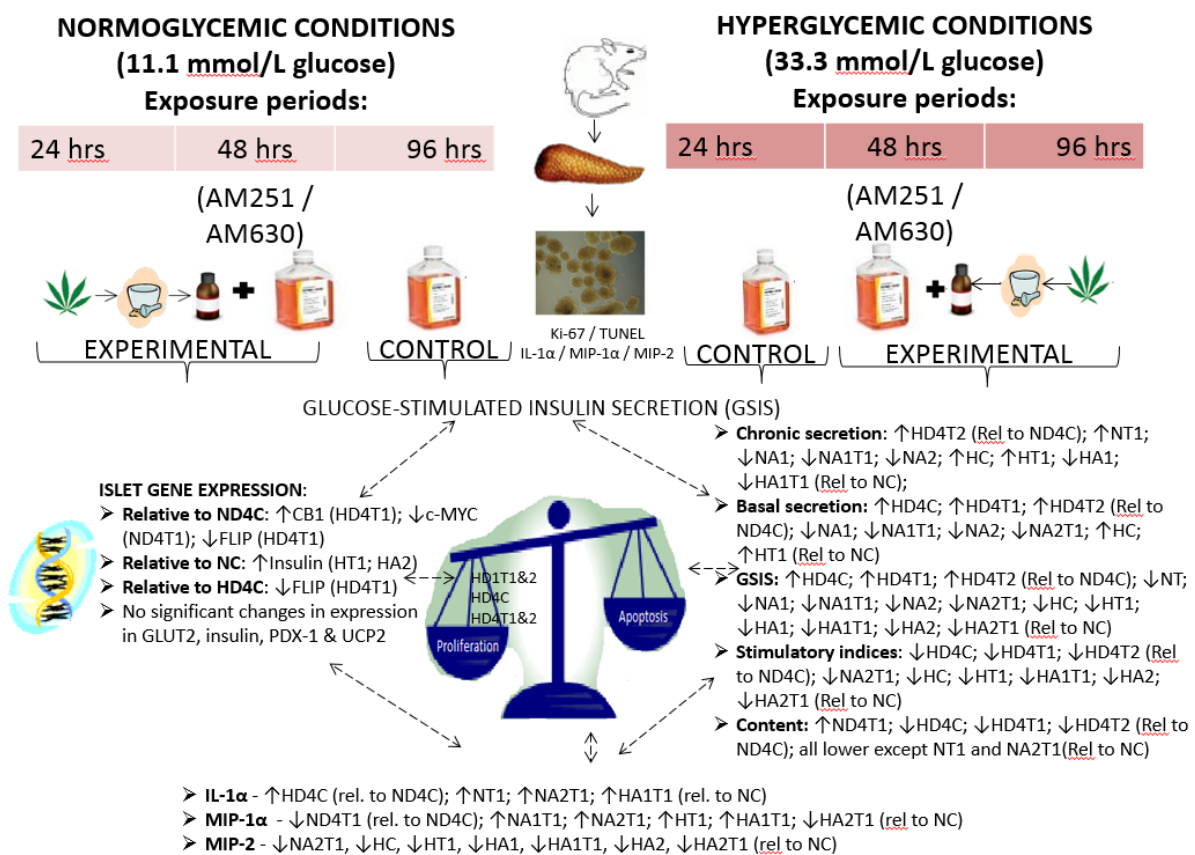 NORMOGLYCEMIC CONDITIONS
(11.1 mmol/L glucose)
Exposure periods:
24 hrs
48 hrs
96 hrs
(AM251 /
AM630)
EXPERIMENTAL
CONTROL
Ki-67 / TUNEL
IL-1α / MIP-1α / MIP-2
HYPERGLYCEMIC CONDITIONS
(33.3 mmol/L glucose)
Exposure periods:
24 hrs
48 hrs
96 hrs
(AM251 /
AM630)
CONTROL
EXPERIMENTAL
GLUCOSE-STIMULATED INSULIN SECRETION (GSIS)
ISLET GENE EXPRESSION:
➢ Relative to ND4C: ↑CB1 (HD4T1); ↓c-MYC
(ND4T1); ↓FLIP (HD4T1)
➢ Relative to NC: ↑Insulin (HT1; HA2)
➢ Relative to HD4C: ↓FLIP (HD4T1)
➢ No significant changes in expression
in GLUT2, insulin, PDX-1 & UCP2
HD1T1&2
HD4C
HD4T1&2
Proliferation
Apoptosis
➢ Chronic secretion: ↑HD4T2 (Rel to ND4C); ↑NT1;
↓NA1; ↓NA1T1; ↓NA2; ↑HC; ↑HT1; ↓HA1;
↓HA1T1 (Rel to NC);
➢ Basal secretion: ↑HD4C; ↑HD4T1; ↑HD4T2 (Rel
to ND4C); ↓NA1; ↓NA1T1; ↓NA2; ↓NA2T1; ↑HC;
↑HT1 (Rel to NC)
➢ GSIS: ↑HD4C; ↑HD4T1; ↑HD4T2 (Rel to ND4C); ↓NT;
↓NA1; ↓NA1T1; ↓NA2; ↓NA2T1; ↓HC; ↓HT1;
↓HA1; ↓HA1T1; ↓HA2; ↓HA2T1 (Rel to NC)
➢ Stimulatory indices: ↓HD4C; ↓HD4T1; ↓HD4T2 (Rel
to ND4C); ↓NA2T1; ↓HC; ↓HT1; ↓HA1T1; ↓HA2;
↓HA2T1 (Rel to NC)
➢ Content: ↑ND4T1; ↓HD4C; ↓HD4T1; ↓HD4T2 (Rel to
ND4C); all lower except NT1 and NA2T1(Rel to NC)
➢ IL-1α - ↑HD4C (rel. to ND4C); ↑NT1; ↑NA2T1; ↑HA1T1 (rel. to NC)
➢ MIP-1α - ↓ND4T1 (rel. to ND4C); ↑NA1T1; ↑NA2T1; ↑HT1; ↑HA1T1; ↓HA2T1 (rel to NC)
➢ MIP-2 - ↓NA2T1, ↓HC, ↓HT1, ↓HA1, ↓HA1T1, ↓HA2, ↓HA2T1 (rel to NC)